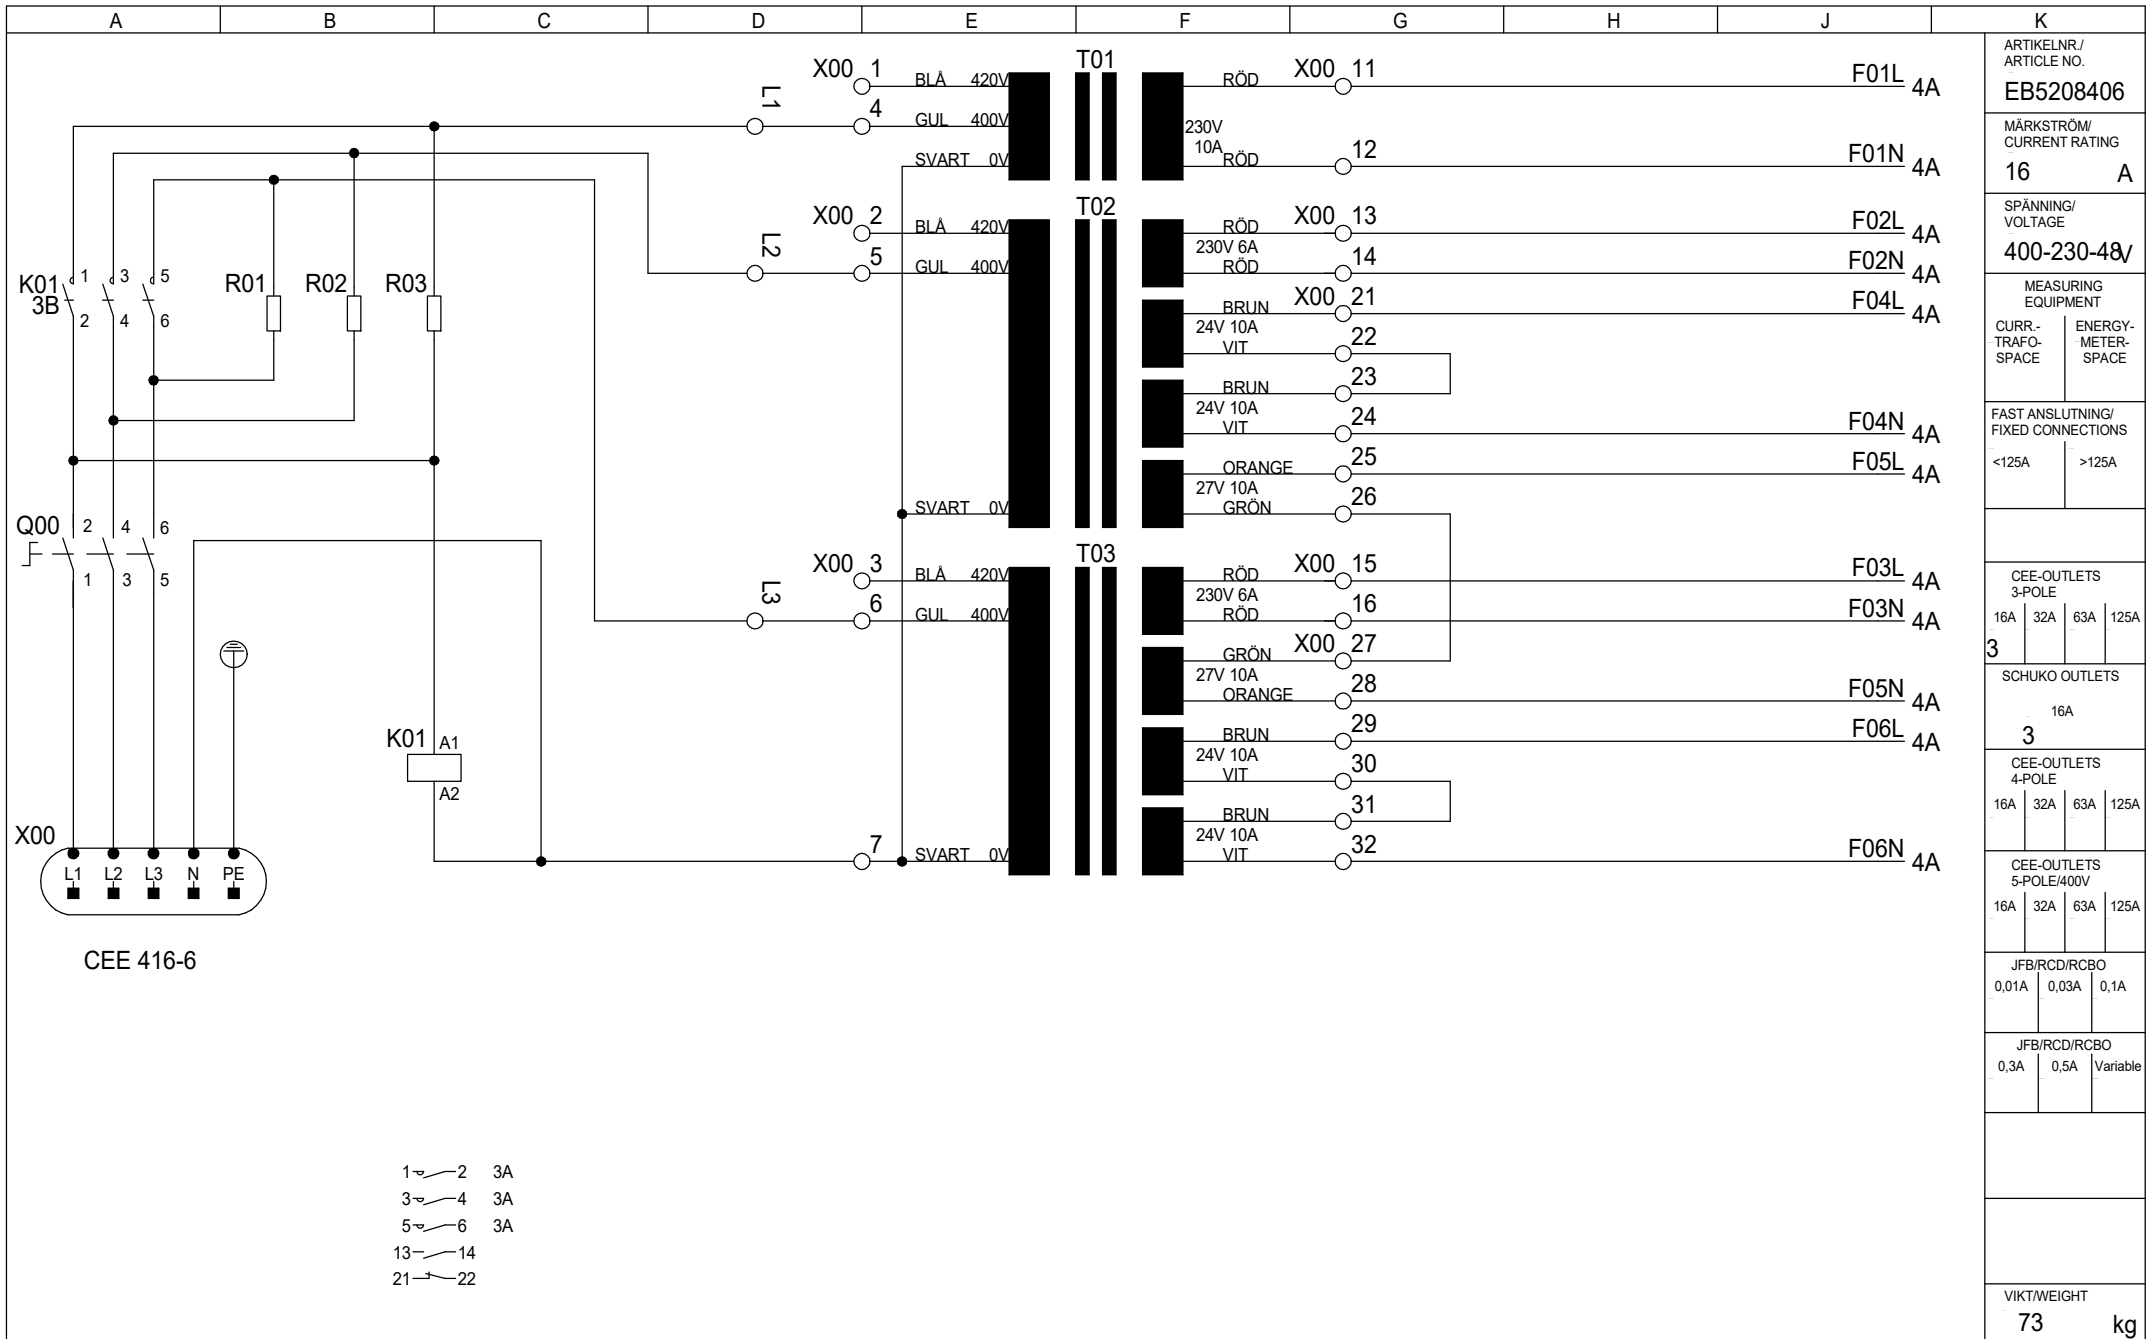 A B C D E F G H J K
X00 1 BLÅ 420V T01 RÖD X00 11 F01L 4A
L1 4 GUL 400V
230V
10A
SVART 0V RÖD 12 F01N 4A
X00 2 BLÅ 420V T02 RÖD X00 13 F02L 4A
230V 6A
L2 5 GUL 400V RÖD 14 F02N 4A
BRUN X00 21 F04L 4A
24V 10A
VIT 22
BRUN 23
24V 10A
VIT 24 F04N 4A
ORANGE 25 F05L 4A
27V 10A
SVART 0V GRÖN 26
X00 3 BLÅ 420V T03 RÖD X00 15 F03L 4A
230V 6A
L3 6 GUL 400V RÖD 16 F03N 4A
GRÖN X00 27
27V 10A
ORANGE 28 F05N 4A
BRUN 29 F06L 4A
24V 10A
VIT 30
BRUN 31
24V 10A
7 SVART 0V VIT 32 F06N 4A
K01 1 3 5 R01 R02 R03
3B 2 4 6
Q00 2 4 6
1 3 5
K01 A1
A2
X00
L1 L2 L3 N PE
CEE 416-6
1 2 3A
3 4 3A
5 6 3A
13 14
21 22
ARTIKELNR./
ARTICLE NO.
EB5208406
MÄRKSTRÖM/
CURRENT RATING
16 A
SPÄNNING/
VOLTAGE
400-230-48V
MEASURING
EQUIPMENT
CURR.-
TRAFO-
SPACE
ENERGY-
METER-
SPACE
FAST ANSLUTNING/
FIXED CONNECTIONS
<125A >125A
CEE-OUTLETS
3-POLE
16A 32A 63A 125A
3
SCHUKO OUTLETS
16A
3
CEE-OUTLETS
4-POLE
16A 32A 63A 125A
CEE-OUTLETS
5-POLE/400V
16A 32A 63A 125A
JFB/RCD/RCBO
0,01A 0,03A 0,1A
JFB/RCD/RCBO
0,3A 0,5A Variable
VIKT/WEIGHT
73 kg